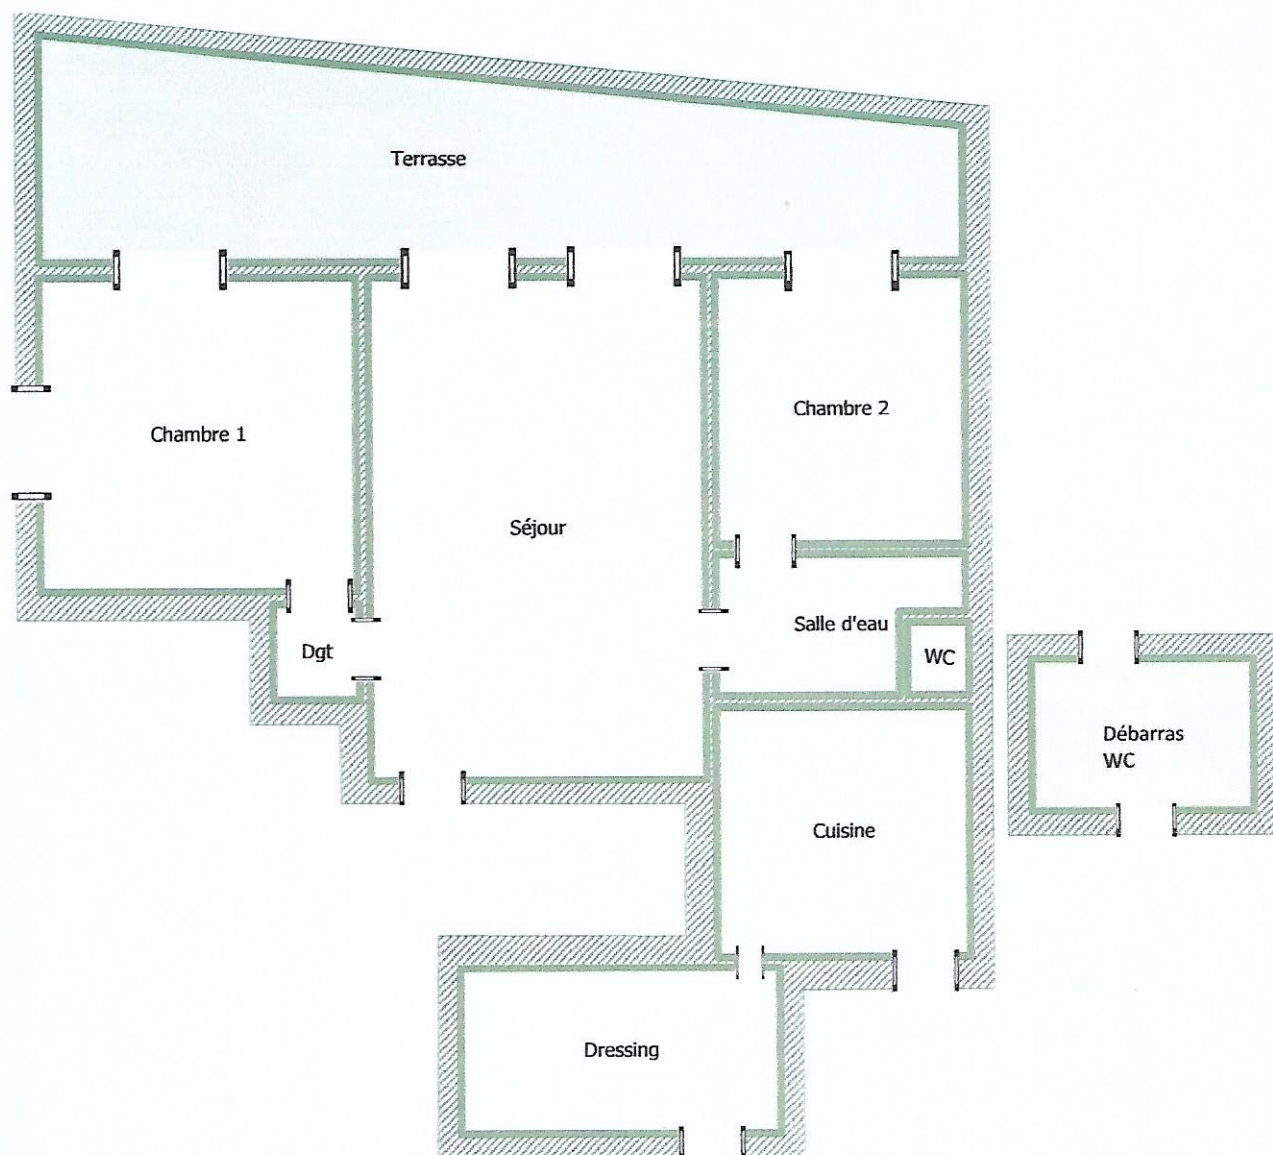 Terrasse
Chambre 1
Chambre 2
Séjour
Dgt
Salle d'eau
WC
Débarras
WC
Cuisine
Dressing